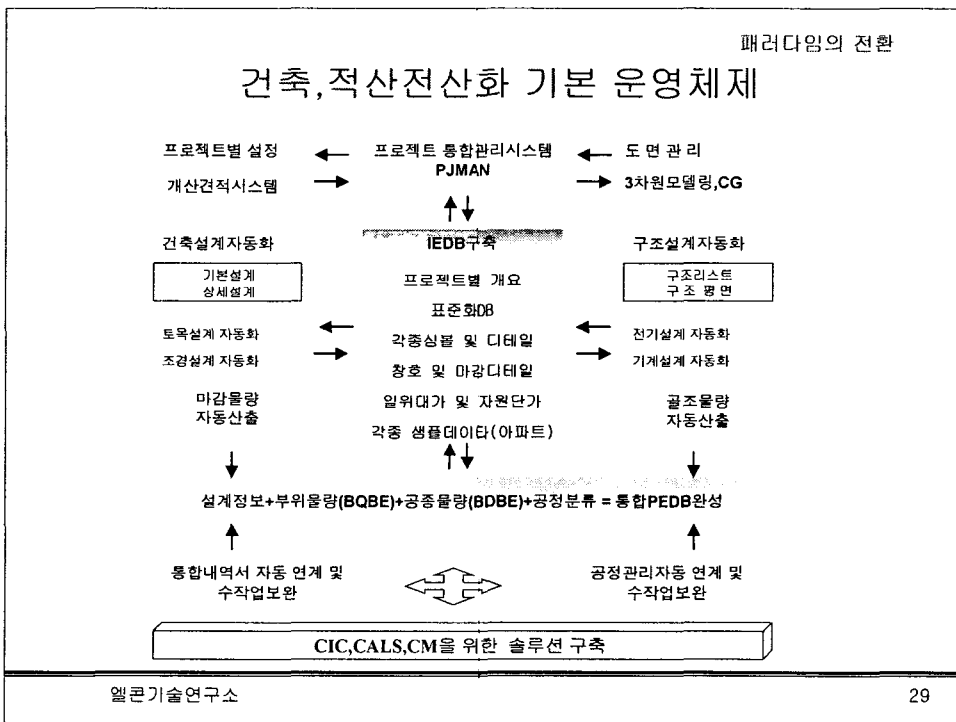 패러다임의 전환
건축,적산전산화 기본 운영체제
프로젝트별 설정
프로젝트 통합관리시스템
도 면 관 리
PJMAN
개산견적시스템
3차원모델링,CG
건축설계자동화
IEDB구축
구조설계자동화
기본설계
상세설계
프로젝트별 개요
구조리스트
구 조 평 면
표준화DB
토목설계 자동화
각종심볼 및 디테일
전기설계 자동화
조경설계 자동화
창호 및 마감디테일
기계설계 자동화
마감물량
자동산출
일위대가 및 자원단가
골조물량
자동산출
각종 샘플데이타(아파트)
설계정보+부위물량(BQBE)+공종물량(BDBE)+공정분류 = 통합PEDB완성
통합내역서 자동 연계 및
수작업보완
공정관리자동 연계 및
수작업보완
CIC,CALS,CM을 위한 솔루션 구축
엘콘기술연구소
29